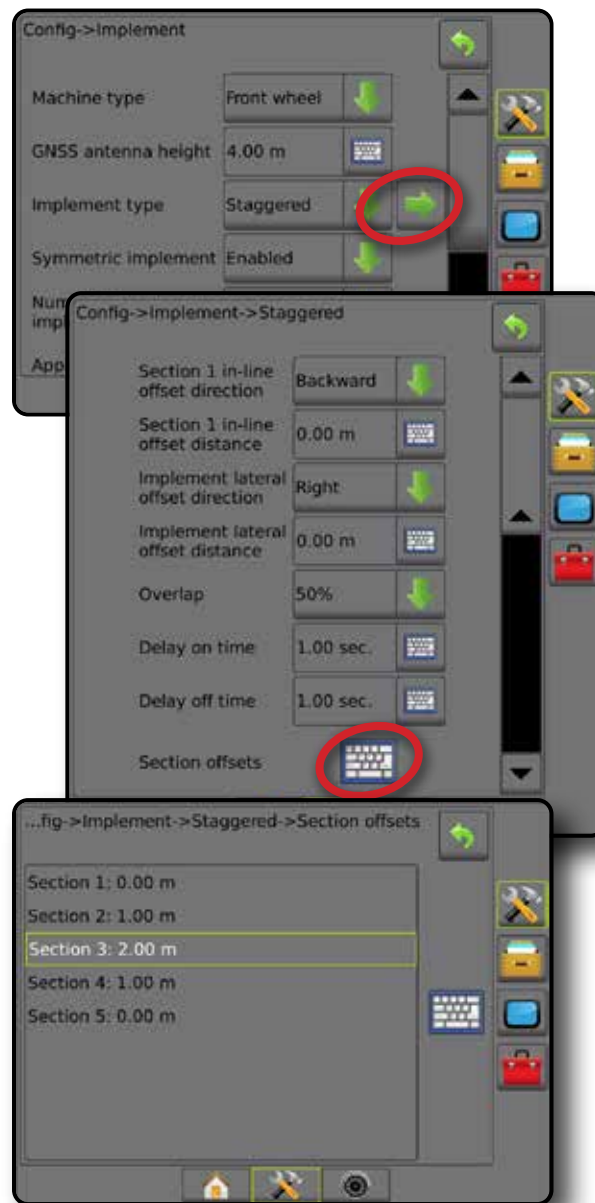 Config->Implement
Machine type Front wheel
GNSS antenna height 4.00 m
Implement type Staggered
Symmetric implement Enabled
Config->Implement->Staggered
Section 1 in-line
offset direction Backward
Section 1 in-line
offset distance 0.00 m
Implement lateral
offset direction Right
Implement lateral
offset distance 0.00 m
Overlap 50%
Delay on time 1.00 sec.
Delay off time 1.00 sec.
Section offsets
...fig->Implement->Staggered->Section offsets
Section 1: 0.00 m
Section 2: 1.00 m
Section 3: 2.00 m
Section 4: 1.00 m
Section 5: 0.00 m